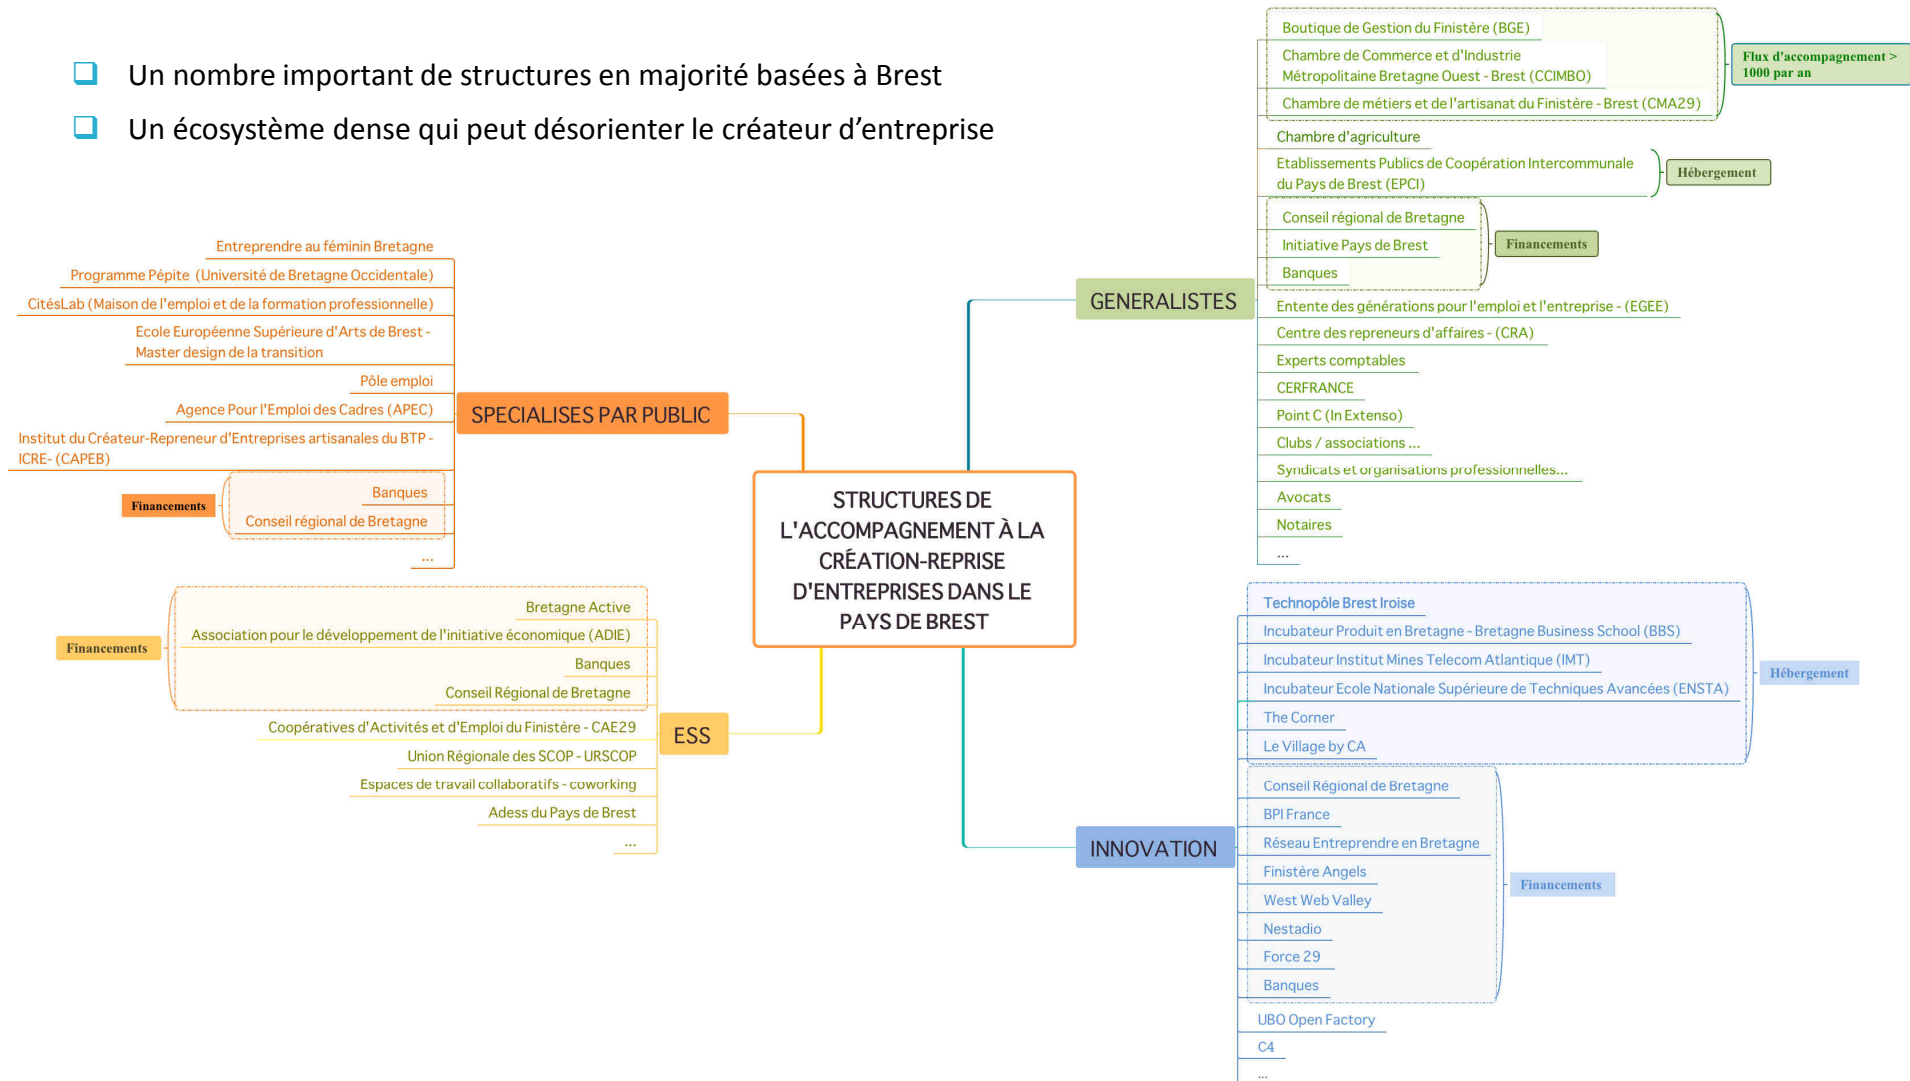 Un nombre important de structures en majorité basées à Brest
Un écosystème dense qui peut désorienter le créateur d’entreprise
STRUCTURES DE
L'ACCOMPAGNEMENT À LA
CRÉATION-REPRISE
D'ENTREPRISES DANS LE
PAYS DE BREST
GENERALISTES
Boutique de Gestion du Finistère (BGE)
Chambre de Commerce et d'Industrie
Métropolitaine Bretagne Ouest - Brest (CCIMBO)
Chambre de métiers et de l'artisanat du Finistère - Brest (CMA29)
Flux d'accompagnement >
1000 par an
Chambre d'agriculture
Etablissements Publics de Coopération Intercommunale
du Pays de Brest (EPCI)
Hébergement
Conseil régional de Bretagne
Initiative Pays de Brest
Banques
Financements
Entente des générations pour l'emploi et l'entreprise - (EGEE)
Centre des repreneurs d'affaires - (CRA)
Experts comptables
CERFRANCE
Point C (In Extenso)
Clubs / associations ...
Syndicats et organisations professionnelles...
Avocats
Notaires
...
SPECIALISES PAR PUBLIC
Entreprendre au féminin Bretagne
Programme Pépite (Université de Bretagne Occidentale)
CitésLab (Maison de l'emploi et de la formation professionnelle)
Ecole Européenne Supérieure d'Arts de Brest -
Master design de la transition
Pôle emploi
Agence Pour l'Emploi des Cadres (APEC)
Institut du Créateur-Repreneur d'Entreprises artisanales du BTP -
ICRE- (CAPEB)
Banques
Conseil régional de Bretagne
Financements
...
ESS
Bretagne Active
Association pour le développement de l'initiative économique (ADIE)
Banques
Conseil Régional de Bretagne
Financements
Coopératives d'Activités et d'Emploi du Finistère - CAE29
Union Régionale des SCOP - URSCOP
Espaces de travail collaboratifs - coworking
Adess du Pays de Brest
...
INNOVATION
Technopôle Brest Iroise
Incubateur Produit en Bretagne - Bretagne Business School (BBS)
Incubateur Institut Mines Telecom Atlantique (IMT)
Incubateur Ecole Nationale Supérieure de Techniques Avancées (ENSTA)
The Corner
Le Village by CA
Hébergement
Conseil Régional de Bretagne
BPI France
Réseau Entreprendre en Bretagne
Finistère Angels
West Web Valley
Nestadio
Force 29
Banques
Financements
UBO Open Factory
C4
...